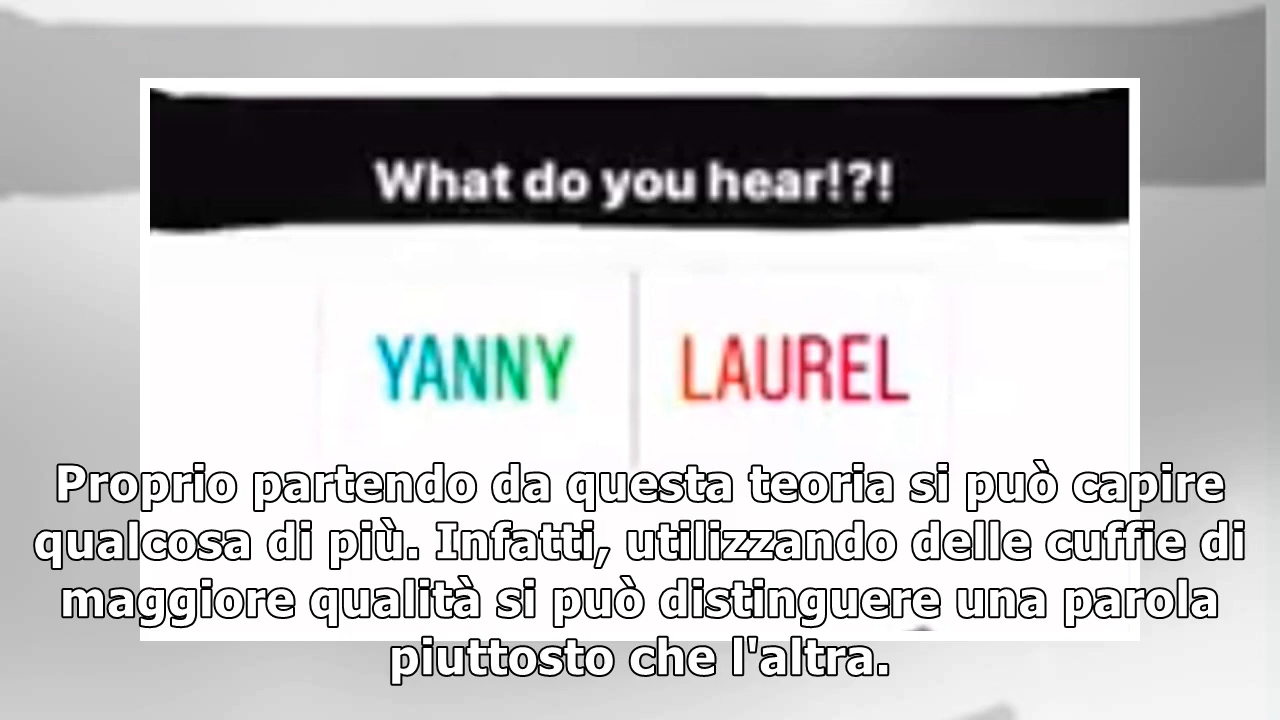 What do you hear!?!
YANNY LAUREL
Proprio partendo da questa teoria si può capire
qualcosa di più. Infatti, utilizzando delle cuffie di
maggiore qualità si può distinguere una parola
piuttosto che l'altra.